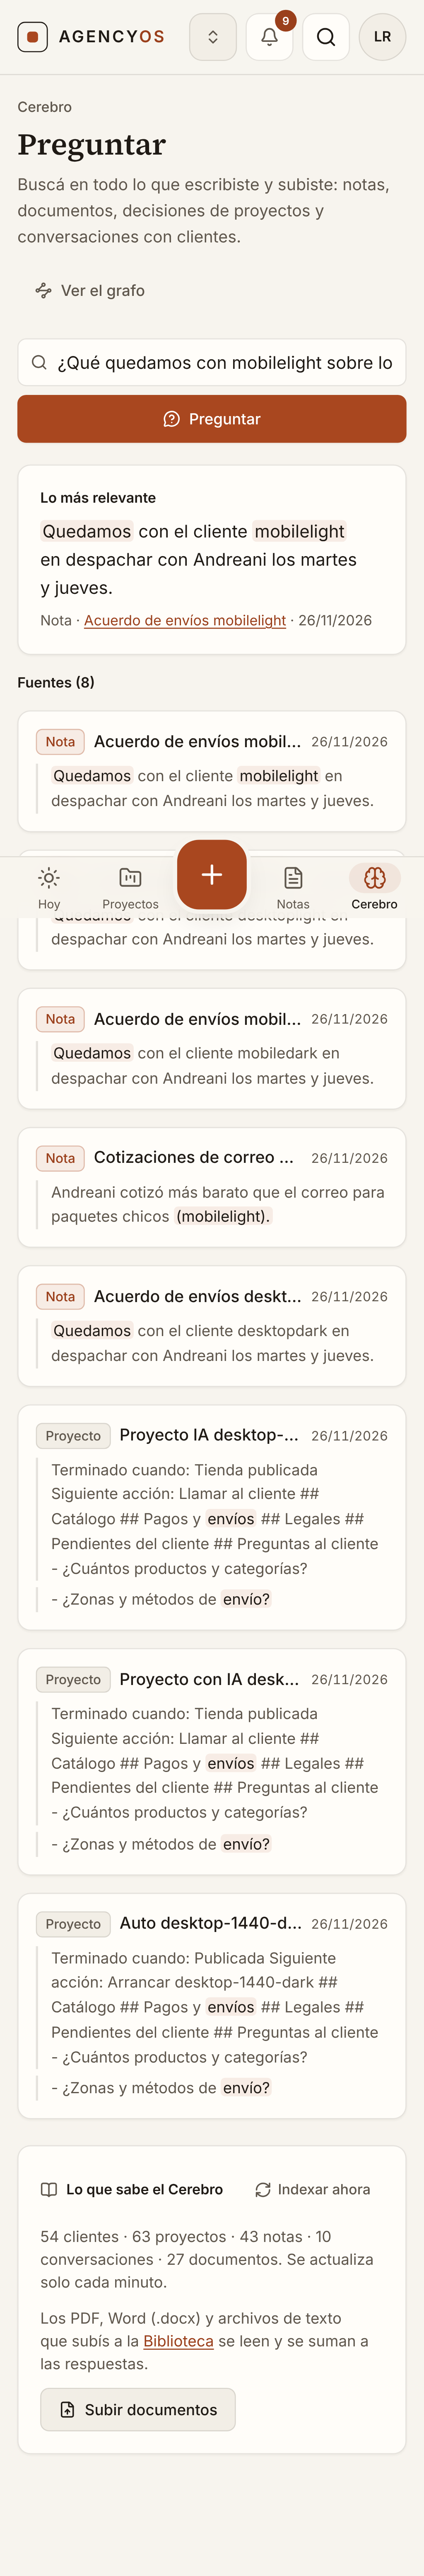 AGENCYOS
9
LR
Cerebro
Preguntar
Buscá en todo lo que escribiste y subiste: notas,
documentos, decisiones de proyectos y
conversaciones con clientes.
Ver el grafo
¿Qué quedamos con mobilelight sobre lo
Preguntar
Lo más relevante
Quedamos con el cliente mobilelight
en despachar con Andreani los martes
y jueves.
Nota · Acuerdo de envíos mobilelight · 26/11/2026
Fuentes (8)
Nota Acuerdo de envíos mobil... 26/11/2026
Quedamos con el cliente mobilelight en
despachar con Andreani los martes y jueves.
Hoy Proyectos Notas Cerebro
Quedamos con el cliente desktoplight en
despachar con Andreani los martes y jueves.
Nota Acuerdo de envíos mobil... 26/11/2026
Quedamos con el cliente mobiledark en
despachar con Andreani los martes y jueves.
Nota Cotizaciones de correo ... 26/11/2026
Andreani cotizó más barato que el correo para
paquetes chicos (mobilelight).
Nota Acuerdo de envíos deskt... 26/11/2026
Quedamos con el cliente desktopdark en
despachar con Andreani los martes y jueves.
Proyecto Proyecto IA desktop-... 26/11/2026
Terminado cuando: Tienda publicada
Siguiente acción: Llamar al cliente ##
Catálogo ## Pagos y envíos ## Legales ##
Pendientes del cliente ## Preguntas al cliente
- ¿Cuántos productos y categorías?
- ¿Zonas y métodos de envío?
Proyecto Proyecto con IA desk... 26/11/2026
Terminado cuando: Tienda publicada
Siguiente acción: Llamar al cliente ##
Catálogo ## Pagos y envíos ## Legales ##
Pendientes del cliente ## Preguntas al cliente
- ¿Cuántos productos y categorías?
- ¿Zonas y métodos de envío?
Proyecto Auto desktop-1440-d... 26/11/2026
Terminado cuando: Publicada Siguiente
acción: Arrancar desktop-1440-dark ##
Catálogo ## Pagos y envíos ## Legales ##
Pendientes del cliente ## Preguntas al cliente
- ¿Cuántos productos y categorías?
- ¿Zonas y métodos de envío?
Lo que sabe el Cerebro Indexar ahora
54 clientes · 63 proyectos · 43 notas · 10
conversaciones · 27 documentos. Se actualiza
solo cada minuto.
Los PDF, Word (.docx) y archivos de texto
que subís a la Biblioteca se leen y se suman a
las respuestas.
Subir documentos